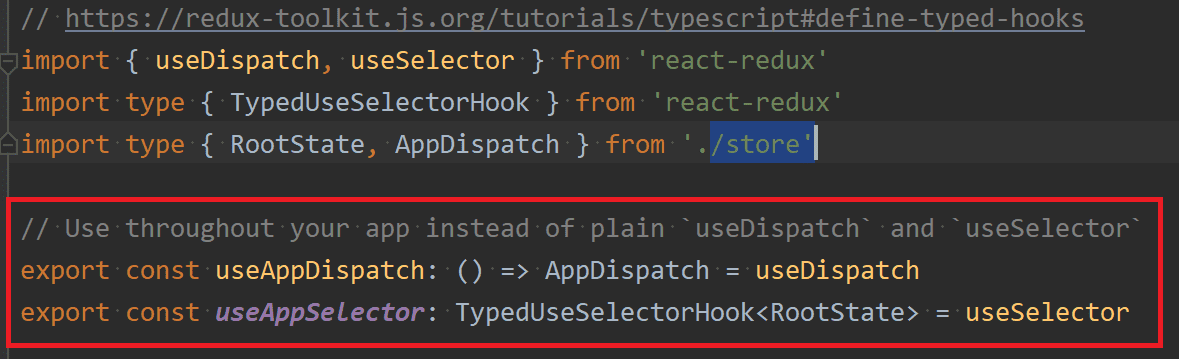 // https://redux-toolkit.js.org/tutorials/typescript#define-typed-hooks
import { useDispatch, useSelector } from 'react-redux'
import type { TypedUseSelectorHook } from 'react-redux'
import type { RootState, AppDispatch } from './store'
// Use throughout your app instead of plain `useDispatch` and `useSelector`
export const useAppDispatch: () => AppDispatch = useDispatch
export const useAppSelector: TypedUseSelectorHook<RootState> = useSelector